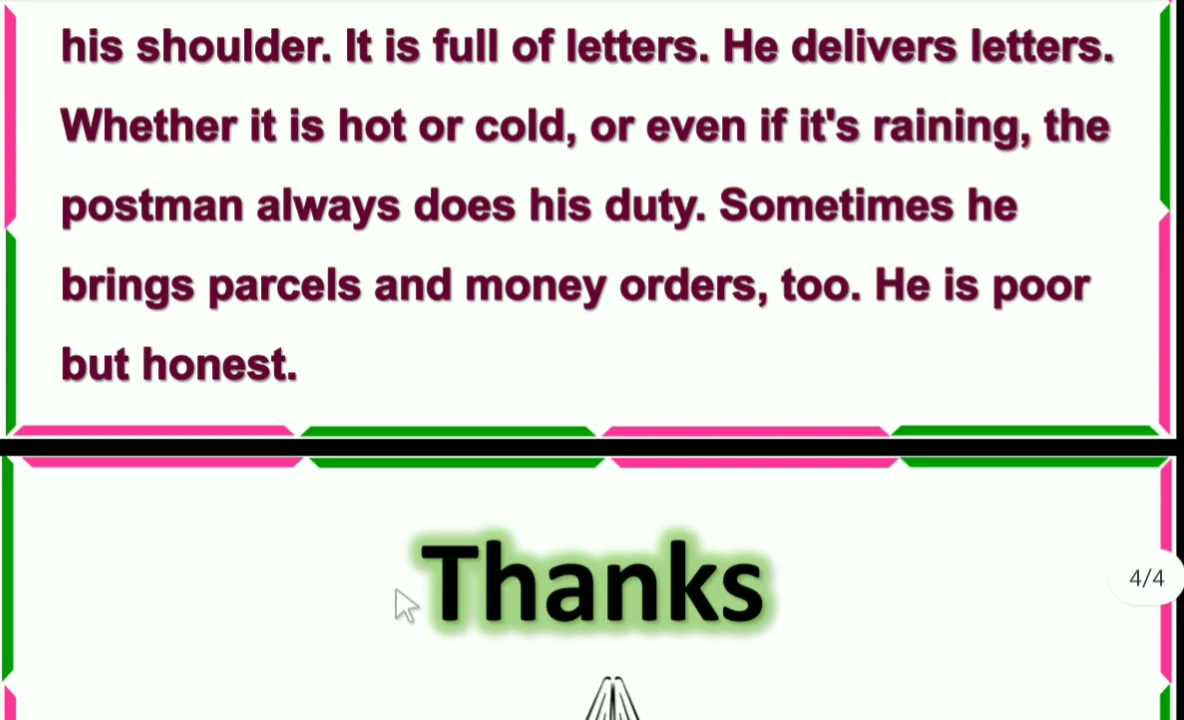 his shoulder. It is full of letters. He delivers letters.
Whether it is hot or cold, or even if it's raining, the
postman always does his duty. Sometimes he
brings parcels and money orders, too. He is poor
but honest.
Thanks
4/4